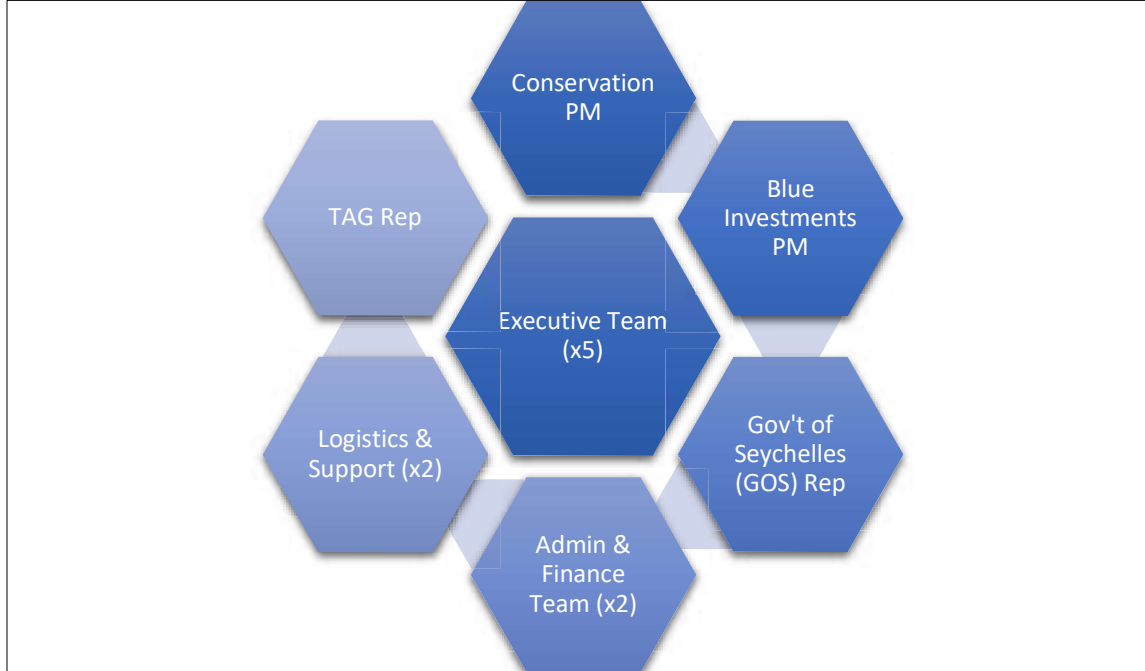 Conservation
PM
Blue
Investments
PM
Gov't of
Seychelles
(GOS) Rep
Admin &
Finance
Team (x2)
Logistics &
Support (x2)
TAG Rep
Executive Team
(x5)